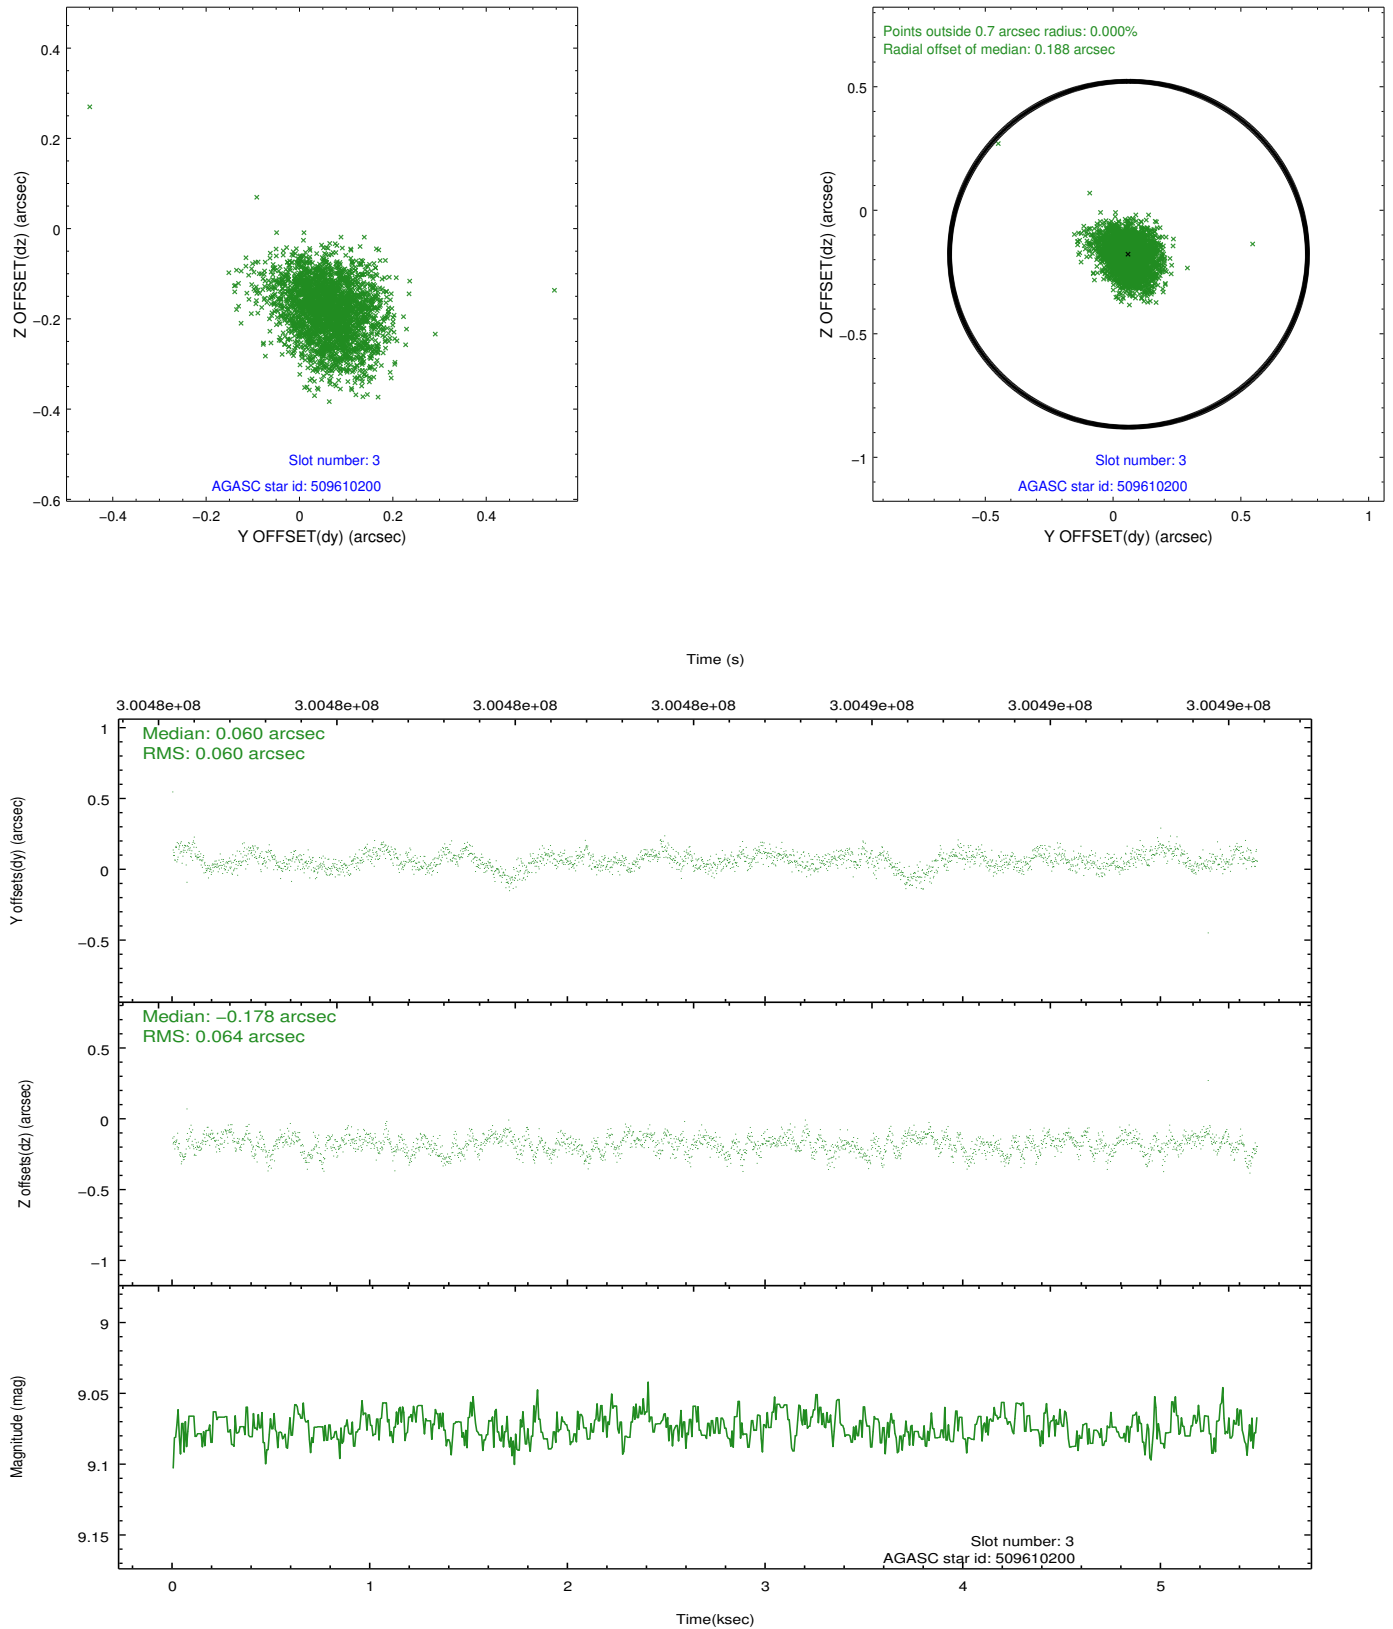 0.4
0.2
0
−0.2
−0.4
−0.6
Z OFFSET(dz) (arcsec)
Slot number: 3
AGASC star id: 509610200
−0.4 −0.2 0 0.2 0.4
Y OFFSET(dy) (arcsec)
Points outside 0.7 arcsec radius: 0.000%
Radial offset of median: 0.188 arcsec
0.5
0
−0.5
−1
Z OFFSET(dz) (arcsec)
Slot number: 3
AGASC star id: 509610200
−0.5 0 0.5 1
Y OFFSET(dy) (arcsec)
Time (s)
3.0048e+08 3.0048e+08 3.0048e+08 3.0048e+08 3.0049e+08 3.0049e+08 3.0049e+08
Median: 0.060 arcsec
RMS: 0.060 arcsec
1
0.5
0
−0.5
Y offsets(dy) (arcsec)
Median: −0.178 arcsec
RMS: 0.064 arcsec
0.5
0
−0.5
−1
Z offsets(dz) (arcsec)
9
9.05
9.1
9.15
Magnitude (mag)
Slot number: 3
AGASC star id: 509610200
0 1 2 3 4 5
Time(ksec)